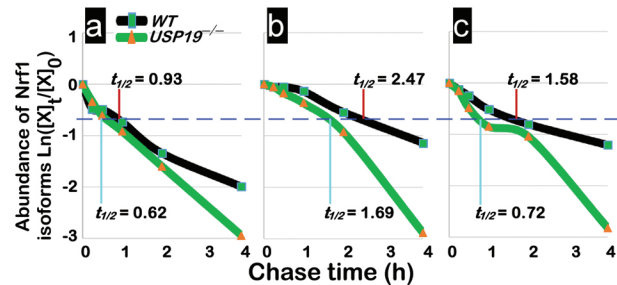 a
WT
USP19⁻/⁻
b
c
Abundance of Nrf1
isoforms Ln([X]t/[X]0)
1
0
-1
-2
-3
t1/2 = 0.93
t1/2 = 0.62
t1/2 = 2.47
t1/2 = 1.69
t1/2 = 1.58
t1/2 = 0.72
0 1 2 3 4 0 1 2 3 4 0 1 2 3 4
Chase time (h)